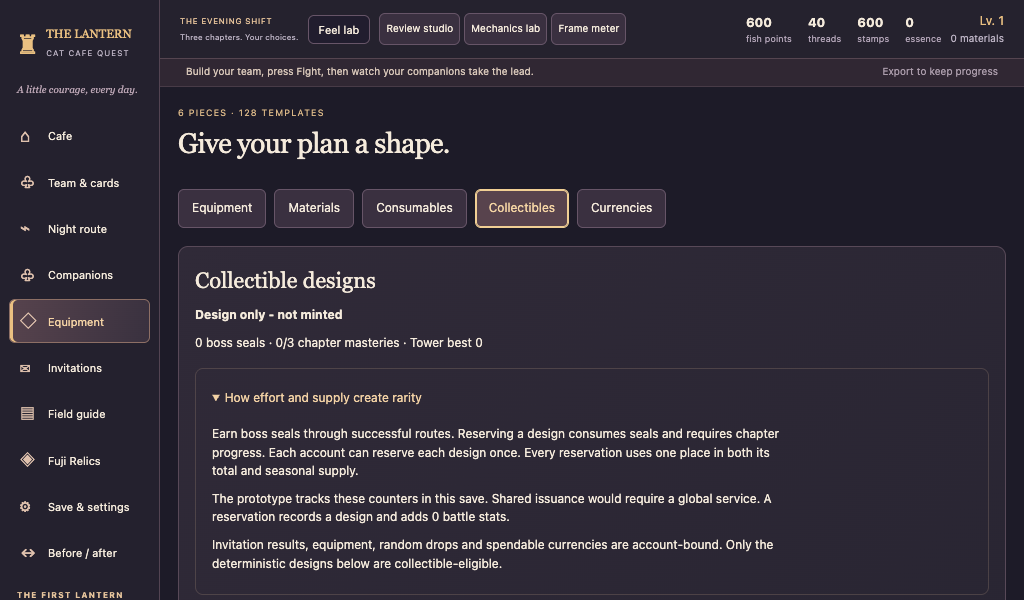 THE LANTERN
CAT CAFE QUEST
A little courage, every day.
Cafe
Team & cards
Night route
Companions
Equipment
Invitations
Field guide
Fuji Relics
Save & settings
Before / after
THE FIRST LANTERN
THE EVENING SHIFT
Three chapters. Your choices.
Feel lab
Review studio
Mechanics lab
Frame meter
600
fish points
40
threads
600
stamps
0
essence
Lv. 1
0 materials
Build your team, press Fight, then watch your companions take the lead.
Export to keep progress
6 PIECES · 128 TEMPLATES
Give your plan a shape.
Equipment
Materials
Consumables
Collectibles
Currencies
Collectible designs
Design only - not minted
0 boss seals · 0/3 chapter masteries · Tower best 0
▼ How effort and supply create rarity
Earn boss seals through successful routes. Reserving a design consumes seals and requires chapter
progress. Each account can reserve each design once. Every reservation uses one place in both its
total and seasonal supply.
The prototype tracks these counters in this save. Shared issuance would require a global service. A
reservation records a design and adds 0 battle stats.
Invitation results, equipment, random drops and spendable currencies are account-bound. Only the
deterministic designs below are collectible-eligible.